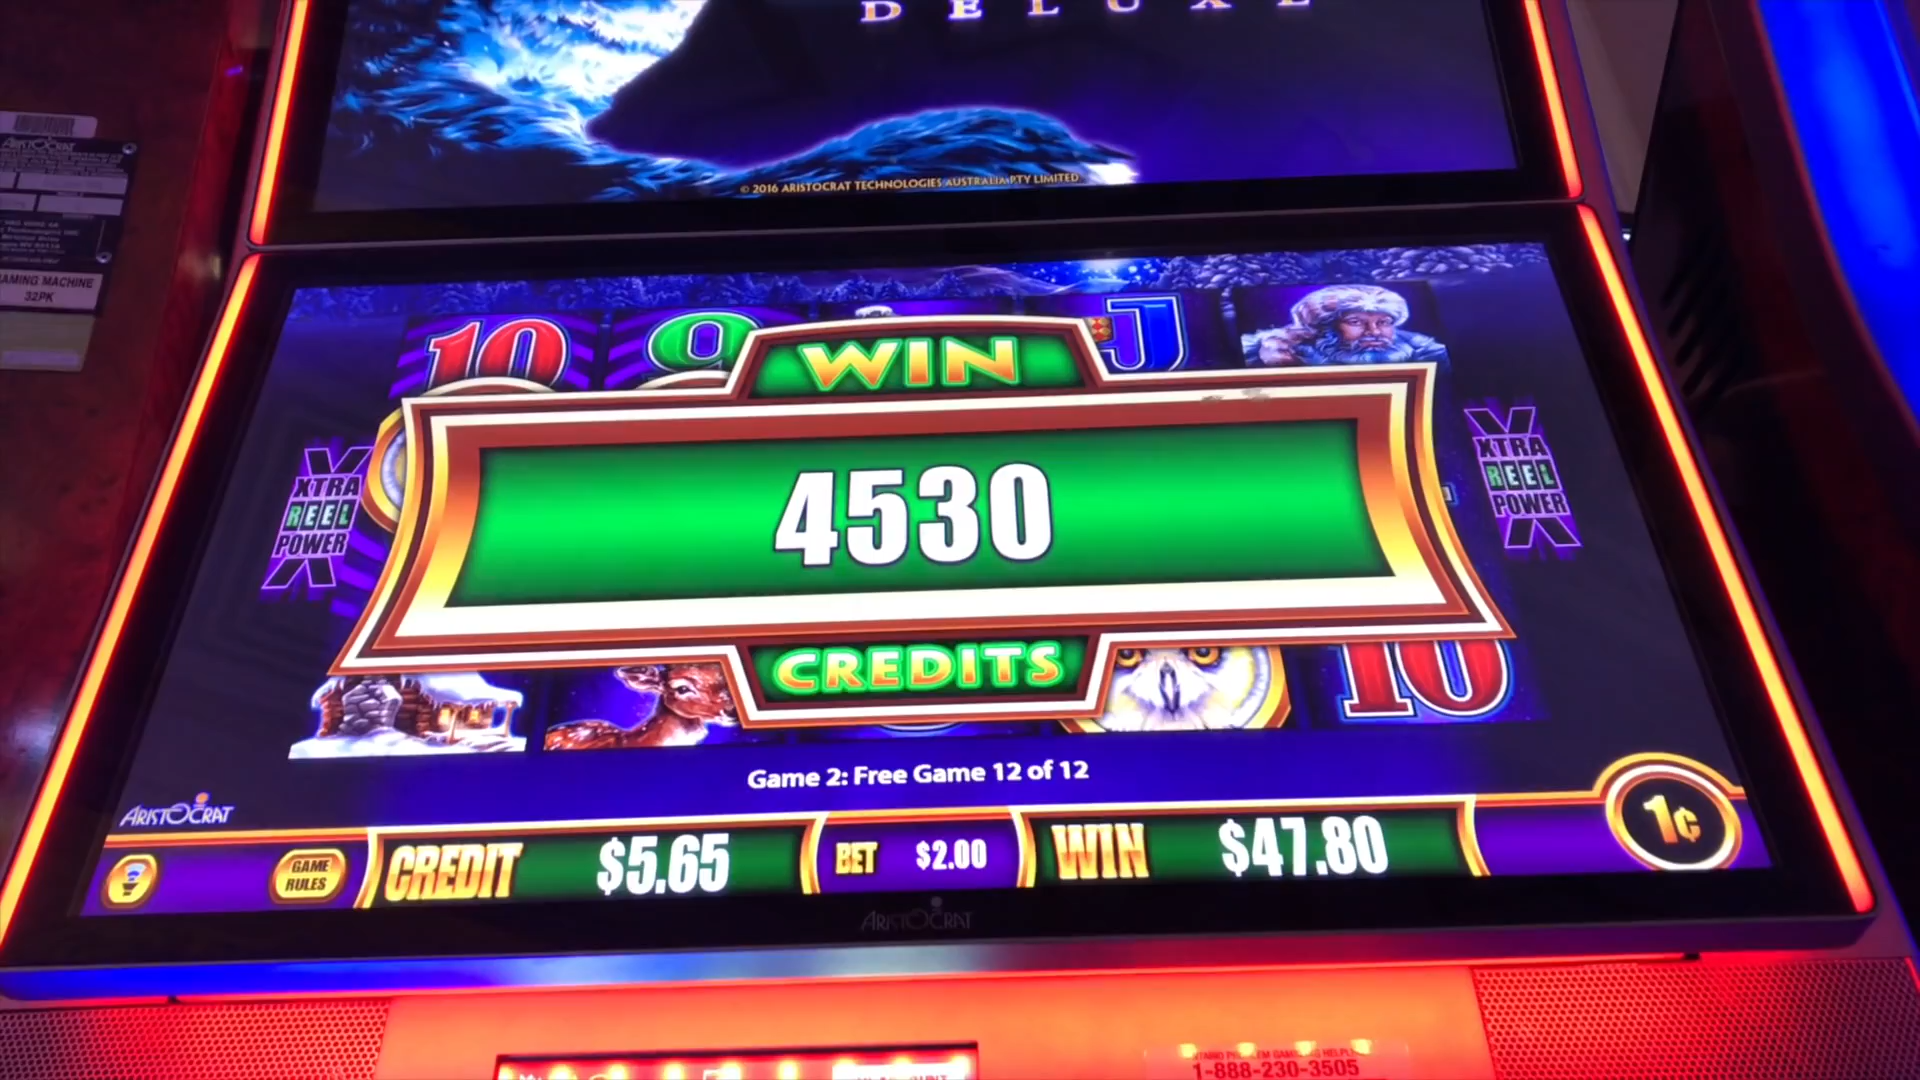 DELUXE
© 2016 ARISTOCRAT TECHNOLOGIES AUSTRALIA PTY LIMITED
ARISTOCRAT
GAMING MACHINE
32PK
10 Q J
WIN
4530
CREDITS
XTRA
REEL
POWER
XTRA
REEL
POWER
10
Game 2: Free Game 12 of 12
ARISTOCRAT
GAME
RULES
CREDIT $5.65
BET $2.00
WIN $47.80
1¢
ARISTOCRAT
1-888-230-3505